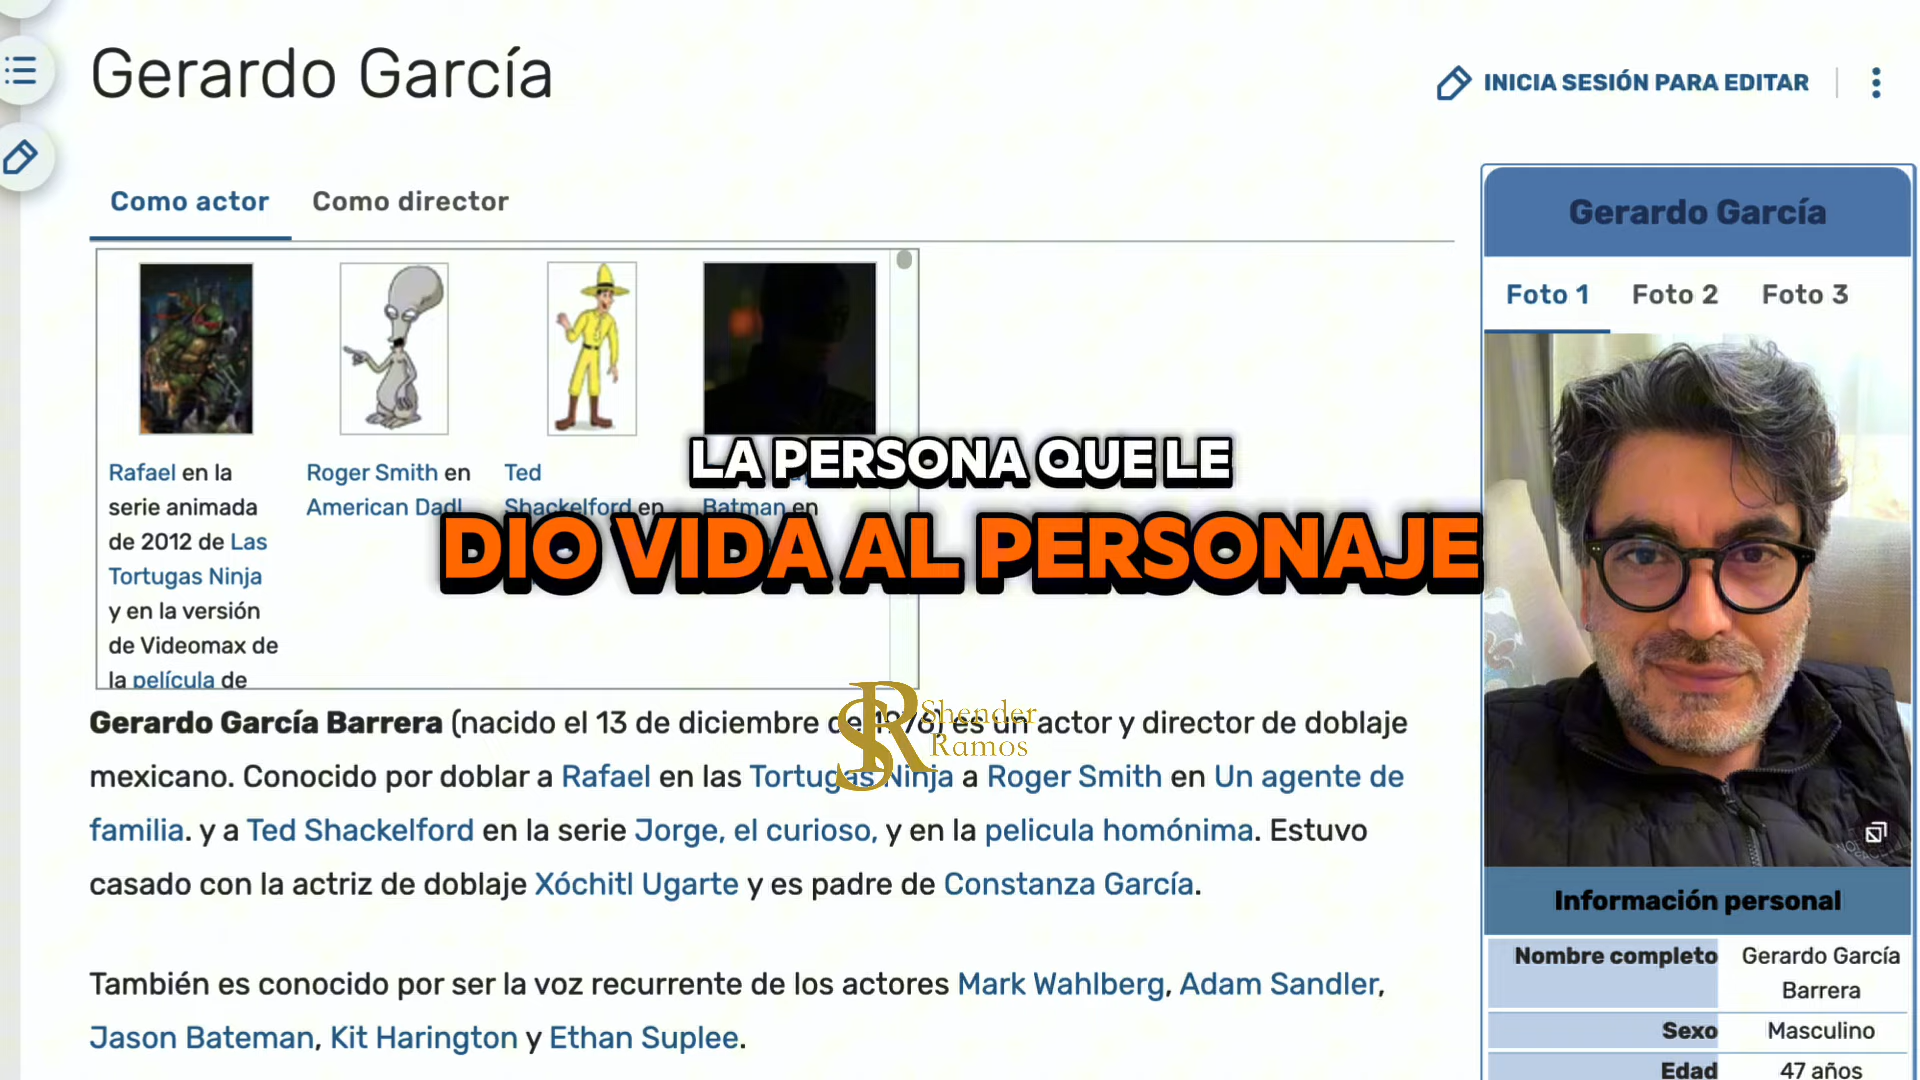 Gerardo García
INICIA SESIÓN PARA EDITAR
Como actor
Como director
Rafael en la
serie animada
de 2012 de Las
Tortugas Ninja
y en la versión
de Videomax de
la película de
Roger Smith en
American Dad!
Ted
Shackelford en
Batman en
LA PERSONA QUE LE
DIO VIDA AL PERSONAJE
SR Shender
Ramos
Gerardo García Barrera (nacido el 13 de diciembre de 1976) es un actor y director de doblaje
mexicano. Conocido por doblar a Rafael en las Tortugas Ninja a Roger Smith en Un agente de
familia. y a Ted Shackelford en la serie Jorge, el curioso, y en la pelicula homónima. Estuvo
casado con la actriz de doblaje Xóchitl Ugarte y es padre de Constanza García.
También es conocido por ser la voz recurrente de los actores Mark Wahlberg, Adam Sandler,
Jason Bateman, Kit Harington y Ethan Suplee.
Gerardo García
Foto 1
Foto 2
Foto 3
Información personal
Nombre completo
Gerardo García
Barrera
Sexo
Masculino
Edad
47 años